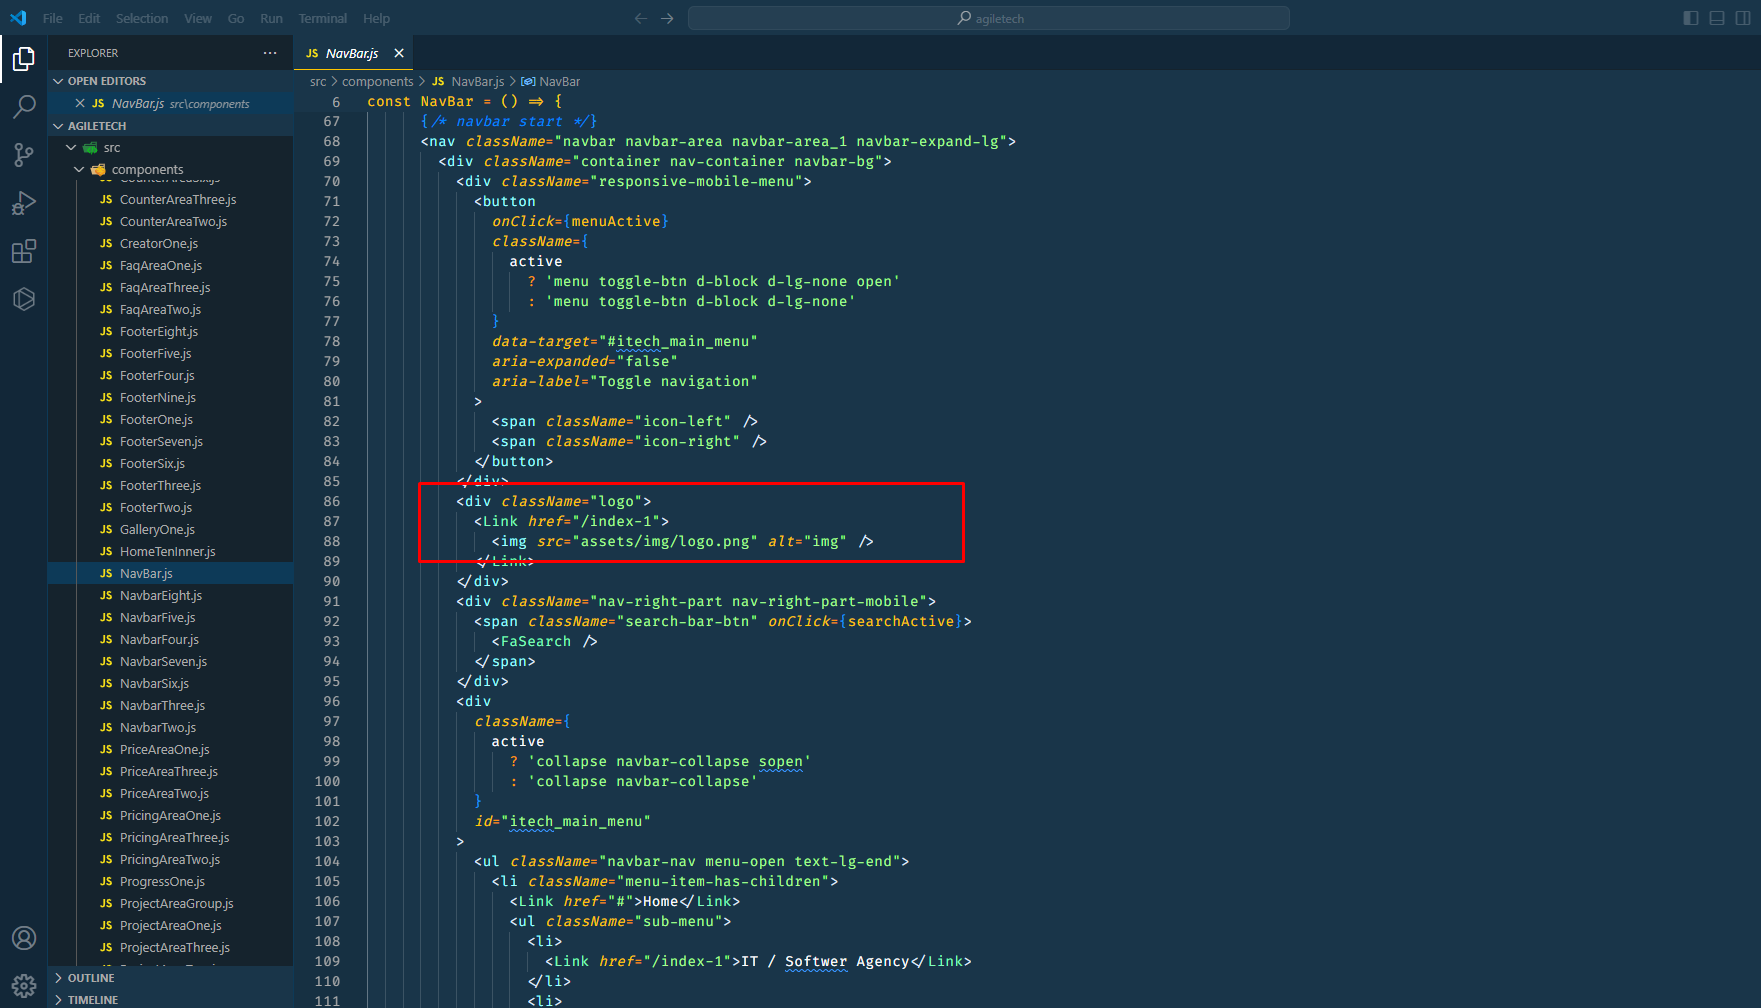 File Edit Selection View Go Run Terminal Help
agiletech
EXPLORER
OPEN EDITORS
JS NavBar.js src\components
AGILETECH
src
components
CounterAreaSix.js
JS CounterAreaThree.js
JS CounterAreaTwo.js
JS CreatorOne.js
JS FaqAreaOne.js
JS FaqAreaThree.js
JS FaqAreaTwo.js
JS FooterEight.js
JS FooterFive.js
JS FooterFour.js
JS FooterNine.js
JS FooterOne.js
JS FooterSeven.js
JS FooterSix.js
JS FooterThree.js
JS FooterTwo.js
JS GalleryOne.js
JS HomeTenInner.js
JS NavBar.js
JS NavbarEight.js
JS NavbarFive.js
JS NavbarFour.js
JS NavbarSeven.js
JS NavbarSix.js
JS NavbarThree.js
JS NavbarTwo.js
JS PriceAreaOne.js
JS PriceAreaThree.js
JS PriceAreaTwo.js
JS PricingAreaOne.js
JS PricingAreaThree.js
JS PricingAreaTwo.js
JS ProgressOne.js
JS ProjectAreaGroup.js
JS ProjectAreaOne.js
JS ProjectAreaThree.js
OUTLINE
TIMELINE
JS NavBar.js
src > components > JS NavBar.js > NavBar
6 const NavBar = () => {
67 {/* navbar start */}
68 <nav className="navbar navbar-area navbar-area_1 navbar-expand-lg">
69 <div className="container nav-container navbar-bg">
70 <div className="responsive-mobile-menu">
71 <button
72 onClick={menuActive}
73 className={
74 active
75 ? 'menu toggle-btn d-block d-lg-none open'
76 : 'menu toggle-btn d-block d-lg-none'
77 }
78 data-target="#itech_main_menu"
79 aria-expanded="false"
80 aria-label="Toggle navigation"
81 >
82 <span className="icon-left" />
83 <span className="icon-right" />
84 </button>
85 </div>
86 <div className="logo">
87 <Link href="/index-1">
88 <img src="assets/img/logo.png" alt="img" />
89 </Link>
90 </div>
91 <div className="nav-right-part nav-right-part-mobile">
92 <span className="search-bar-btn" onClick={searchActive}>
93 <FaSearch />
94 </span>
95 </div>
96 <div
97 className={
98 active
99 ? 'collapse navbar-collapse sopen'
100 : 'collapse navbar-collapse'
101 }
102 id="itech_main_menu"
103 >
104 <ul className="navbar-nav menu-open text-lg-end">
105 <li className="menu-item-has-children">
106 <Link href="#">Home</Link>
107 <ul className="sub-menu">
108 <li>
109 <Link href="/index-1">IT / Softwer Agency</Link>
110 </li>
111 <li>